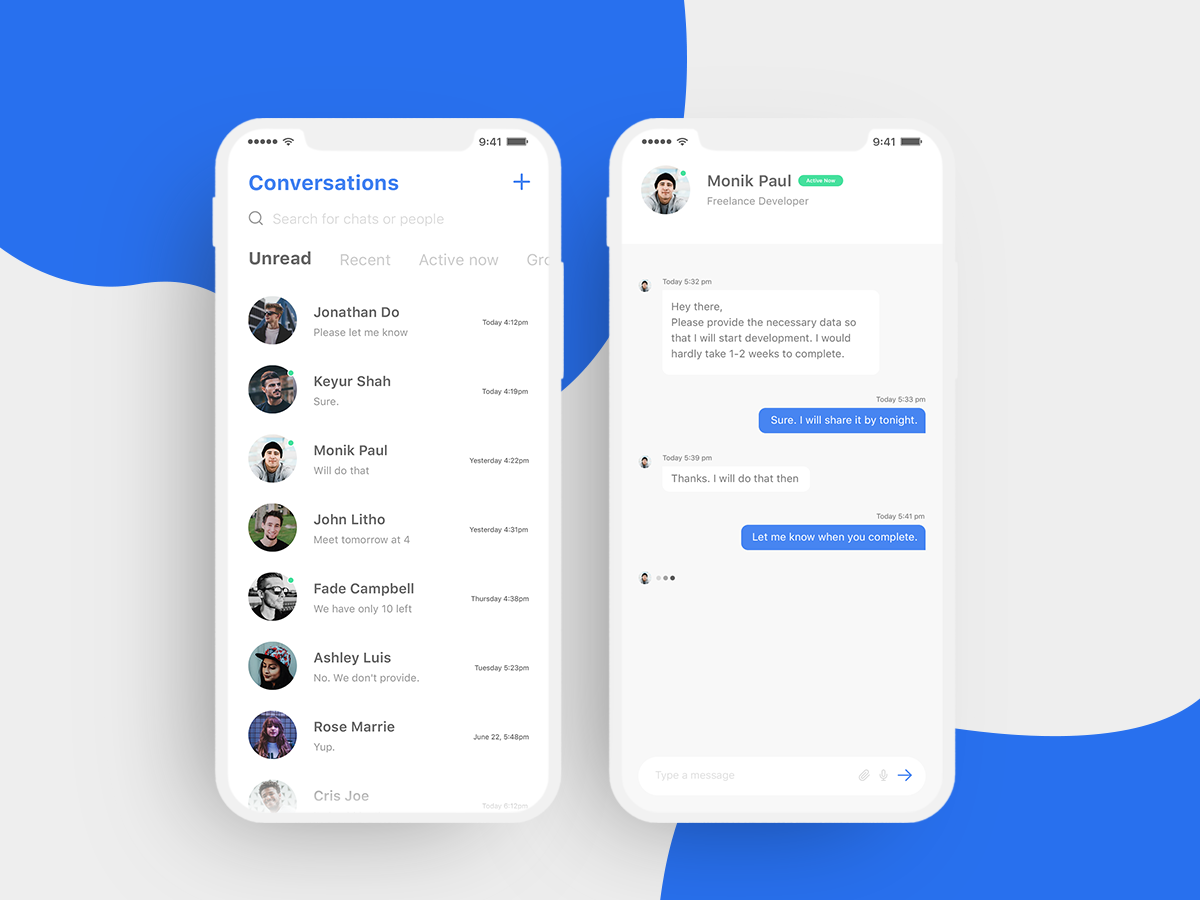 9:41
Conversations
Search for chats or people
Unread Recent Active now Gro
Jonathan Do
Please let me know
Today 4:12pm
Keyur Shah
Sure.
Today 4:19pm
Monik Paul
Will do that
Yesterday 4:22pm
John Litho
Meet tomorrow at 4
Yesterday 4:31pm
Fade Campbell
We have only 10 left
Thursday 4:38pm
Ashley Luis
No. We don't provide.
Tuesday 5:23pm
Rose Marrie
Yup.
June 22, 5:48pm
Cris Joe
Today 6:12pm
9:41
Monik Paul Active Now
Freelance Developer
Today 5:32 pm
Hey there,
Please provide the necessary data so
that I will start development. I would
hardly take 1-2 weeks to complete.
Today 5:33 pm
Sure. I will share it by tonight.
Today 5:39 pm
Thanks. I will do that then
Today 5:41 pm
Let me know when you complete.
Type a message